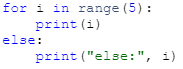 for i in range(5):
    print(i)
else:
    print("else:", i)